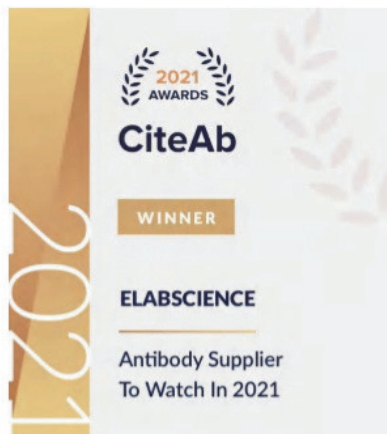 2021
AWARDS
CiteAb
WINNER
ELABSCIENCE
Antibody Supplier
To Watch In 2021
2021